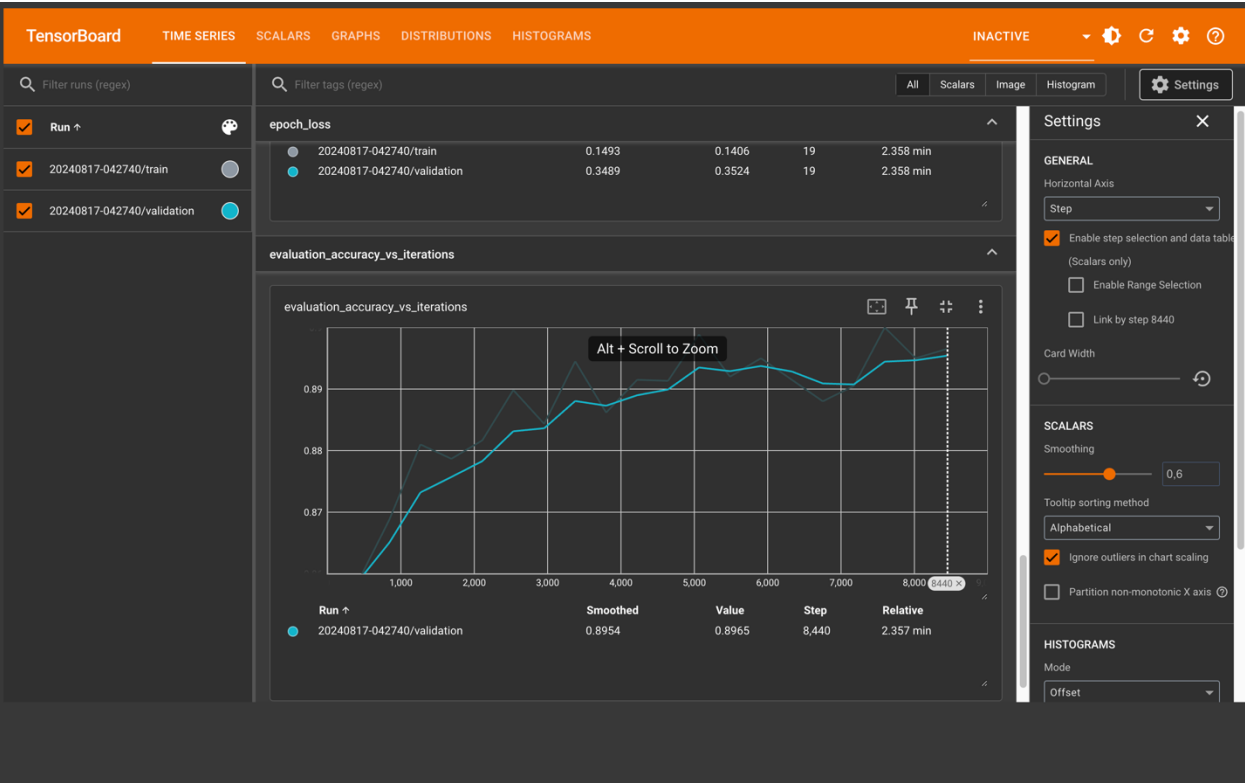 TensorBoard TIME SERIES SCALARS GRAPHS DISTRIBUTIONS HISTOGRAMS INACTIVE
Filter runs (regex)
Filter tags (regex) All Scalars Image Histogram Settings
Run ↑
20240817-042740/train
20240817-042740/validation
epoch_loss
20240817-042740/train 0.1493 0.1406 19 2.358 min
20240817-042740/validation 0.3489 0.3524 19 2.358 min
evaluation_accuracy_vs_iterations
evaluation_accuracy_vs_iterations
Alt + Scroll to Zoom
0.89
0.88
0.87
1,000 2,000 3,000 4,000 5,000 6,000 7,000 8,000 8440 ×
Run ↑ Smoothed Value Step Relative
20240817-042740/validation 0.8954 0.8965 8,440 2.357 min
Settings
GENERAL
Horizontal Axis
Step
Enable step selection and data table
(Scalars only)
Enable Range Selection
Link by step 8440
Card Width
SCALARS
Smoothing
0,6
Tooltip sorting method
Alphabetical
Ignore outliers in chart scaling
Partition non-monotonic X axis
HISTOGRAMS
Mode
Offset